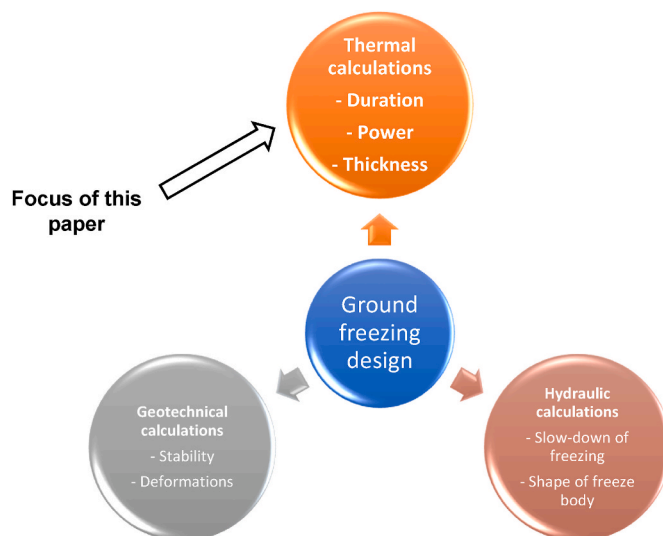 Thermal
calculations
- Duration
- Power
- Thickness
Focus of this
paper
Ground
freezing
design
Geotechnical
calculations
- Stability
- Deformations
Hydraulic
calculations
- Slow-down of
freezing
- Shape of freeze
body